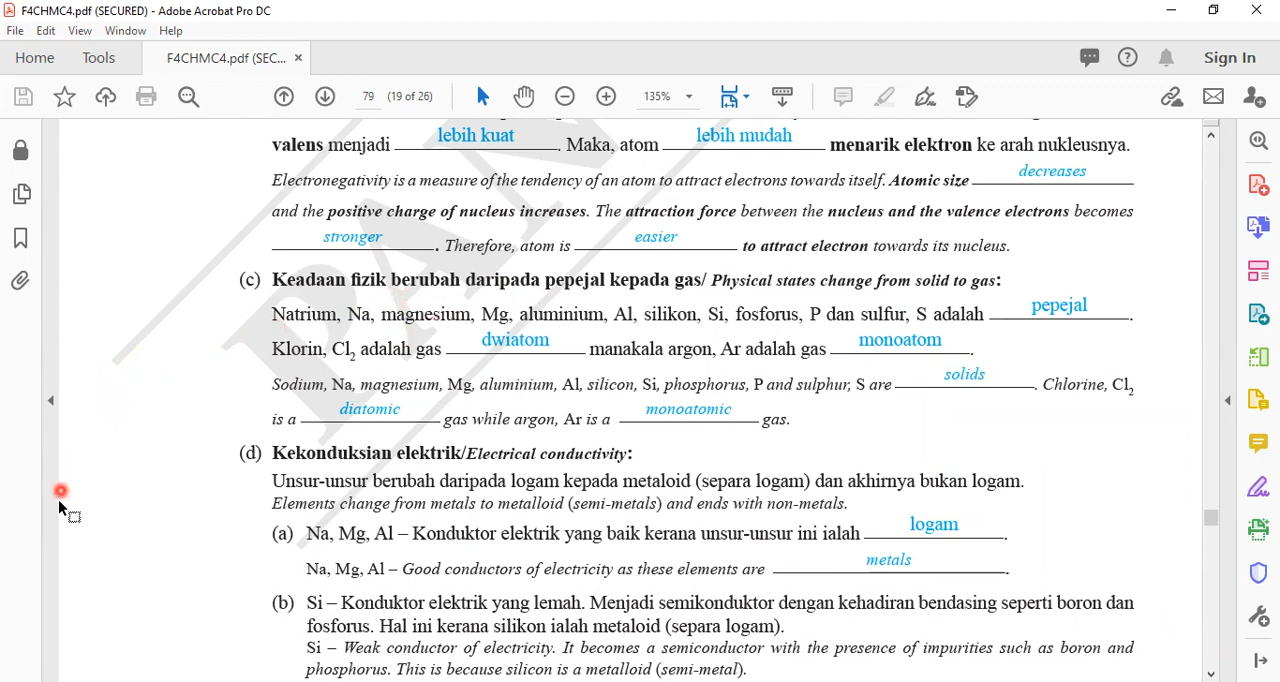 F4CHMC4.pdf (SECURED) - Adobe Acrobat Pro DC
File Edit View Window Help
Home Tools F4CHMC4.pdf (SEC... × Sign In
79 (19 of 26) 135%
valens menjadi lebih kuat. Maka, atom lebih mudah menarik elektron ke arah nukleusnya.
Electronegativity is a measure of the tendency of an atom to attract electrons towards itself. Atomic size decreases
and the positive charge of nucleus increases. The attraction force between the nucleus and the valence electrons becomes
stronger. Therefore, atom is easier to attract electron towards its nucleus.
(c) Keadaan fizik berubah daripada pepejal kepada gas/ Physical states change from solid to gas:
Natrium, Na, magnesium, Mg, aluminium, Al, silikon, Si, fosforus, P dan sulfur, S adalah pepejal.
Klorin, Cl₂ adalah gas dwiatom manakala argon, Ar adalah gas monoatom.
Sodium, Na, magnesium, Mg, aluminium, Al, silicon, Si, phosphorus, P and sulphur, S are solids. Chlorine, Cl₂
is a diatomic gas while argon, Ar is a monoatomic gas.
(d) Kekonduksian elektrik/Electrical conductivity:
Unsur-unsur berubah daripada logam kepada metaloid (separa logam) dan akhirnya bukan logam.
Elements change from metals to metalloid (semi-metals) and ends with non-metals.
(a) Na, Mg, Al – Konduktor elektrik yang baik kerana unsur-unsur ini ialah logam.
Na, Mg, Al – Good conductors of electricity as these elements are metals.
(b) Si – Konduktor elektrik yang lemah. Menjadi semikonduktor dengan kehadiran bendasing seperti boron dan
fosforus. Hal ini kerana silikon ialah metaloid (separa logam).
Si – Weak conductor of electricity. It becomes a semiconductor with the presence of impurities such as boron and
phosphorus. This is because silicon is a metalloid (semi-metal).